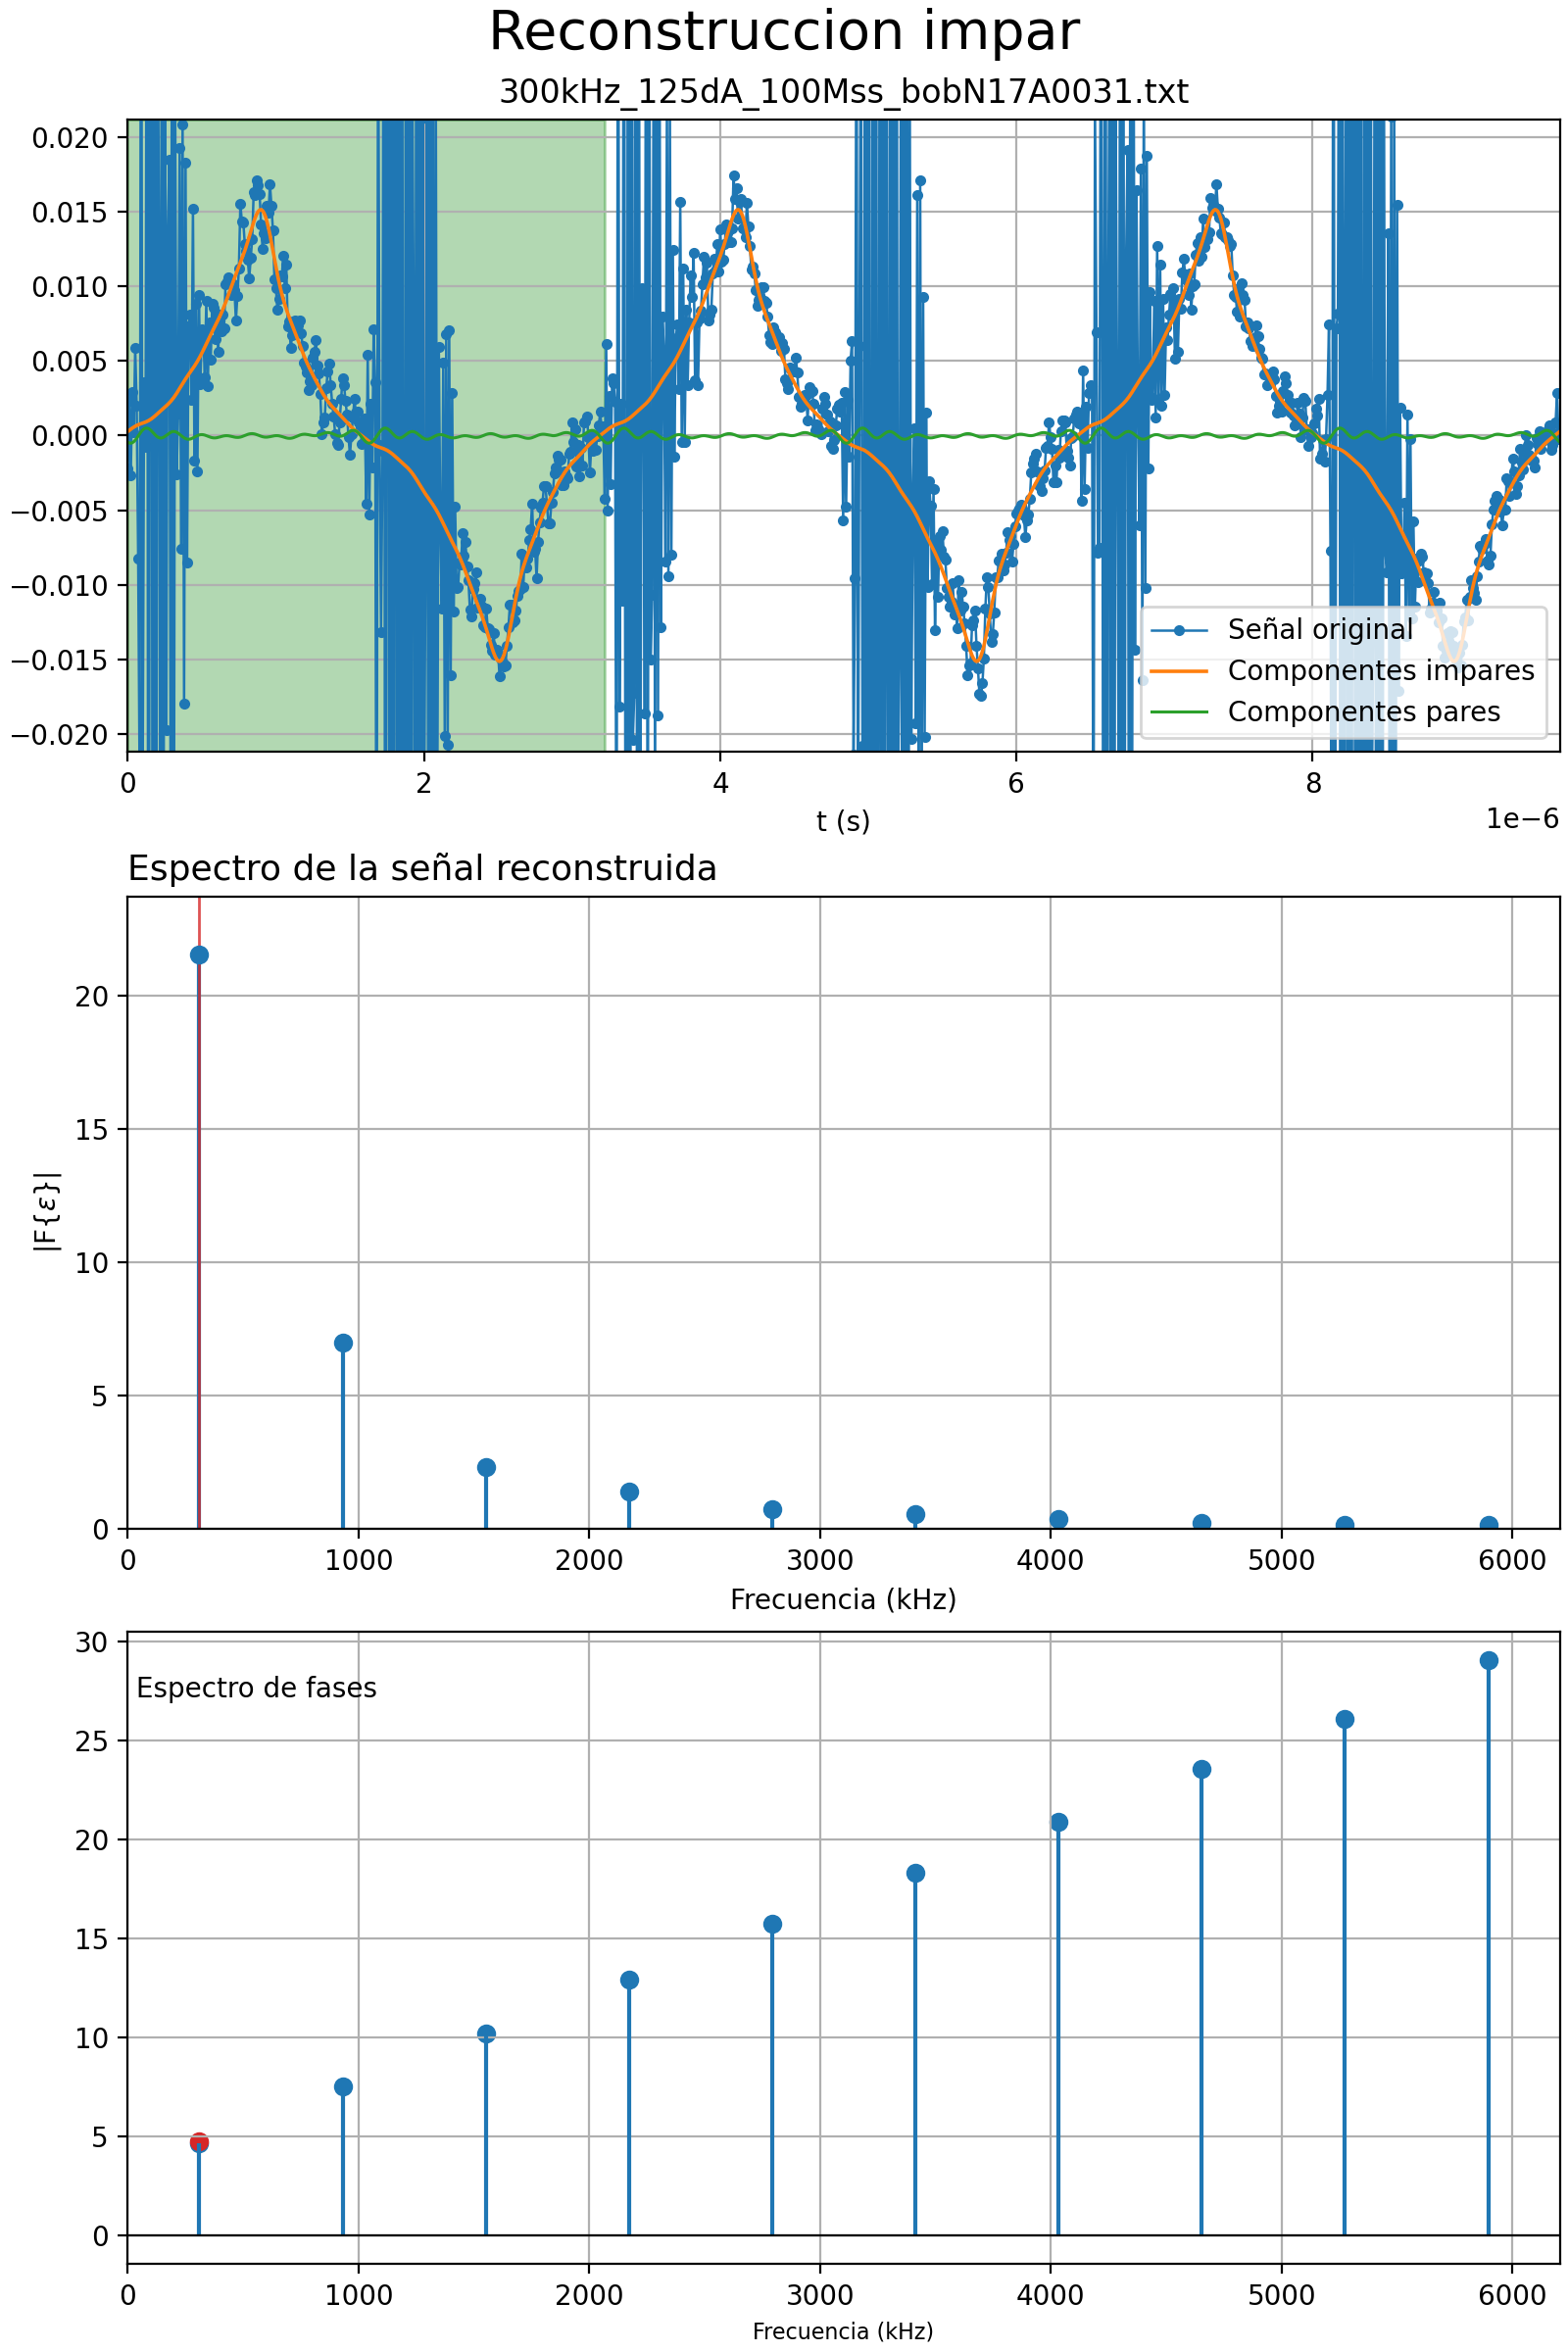 Reconstruccion impar
300kHz_125dA_100Mss_bobN17A0031.txt
0.020
0.015
0.010
0.005
0.000
−0.005
−0.010
−0.015
−0.020
Señal original
Componentes impares
Componentes pares
0 2 4 6 8
t (s)
1e−6
Espectro de la señal reconstruida
20
15
10
5
0
|F{ε}|
0 1000 2000 3000 4000 5000 6000
Frecuencia (kHz)
30
Espectro de fases
25
20
15
10
5
0
0 1000 2000 3000 4000 5000 6000
Frecuencia (kHz)